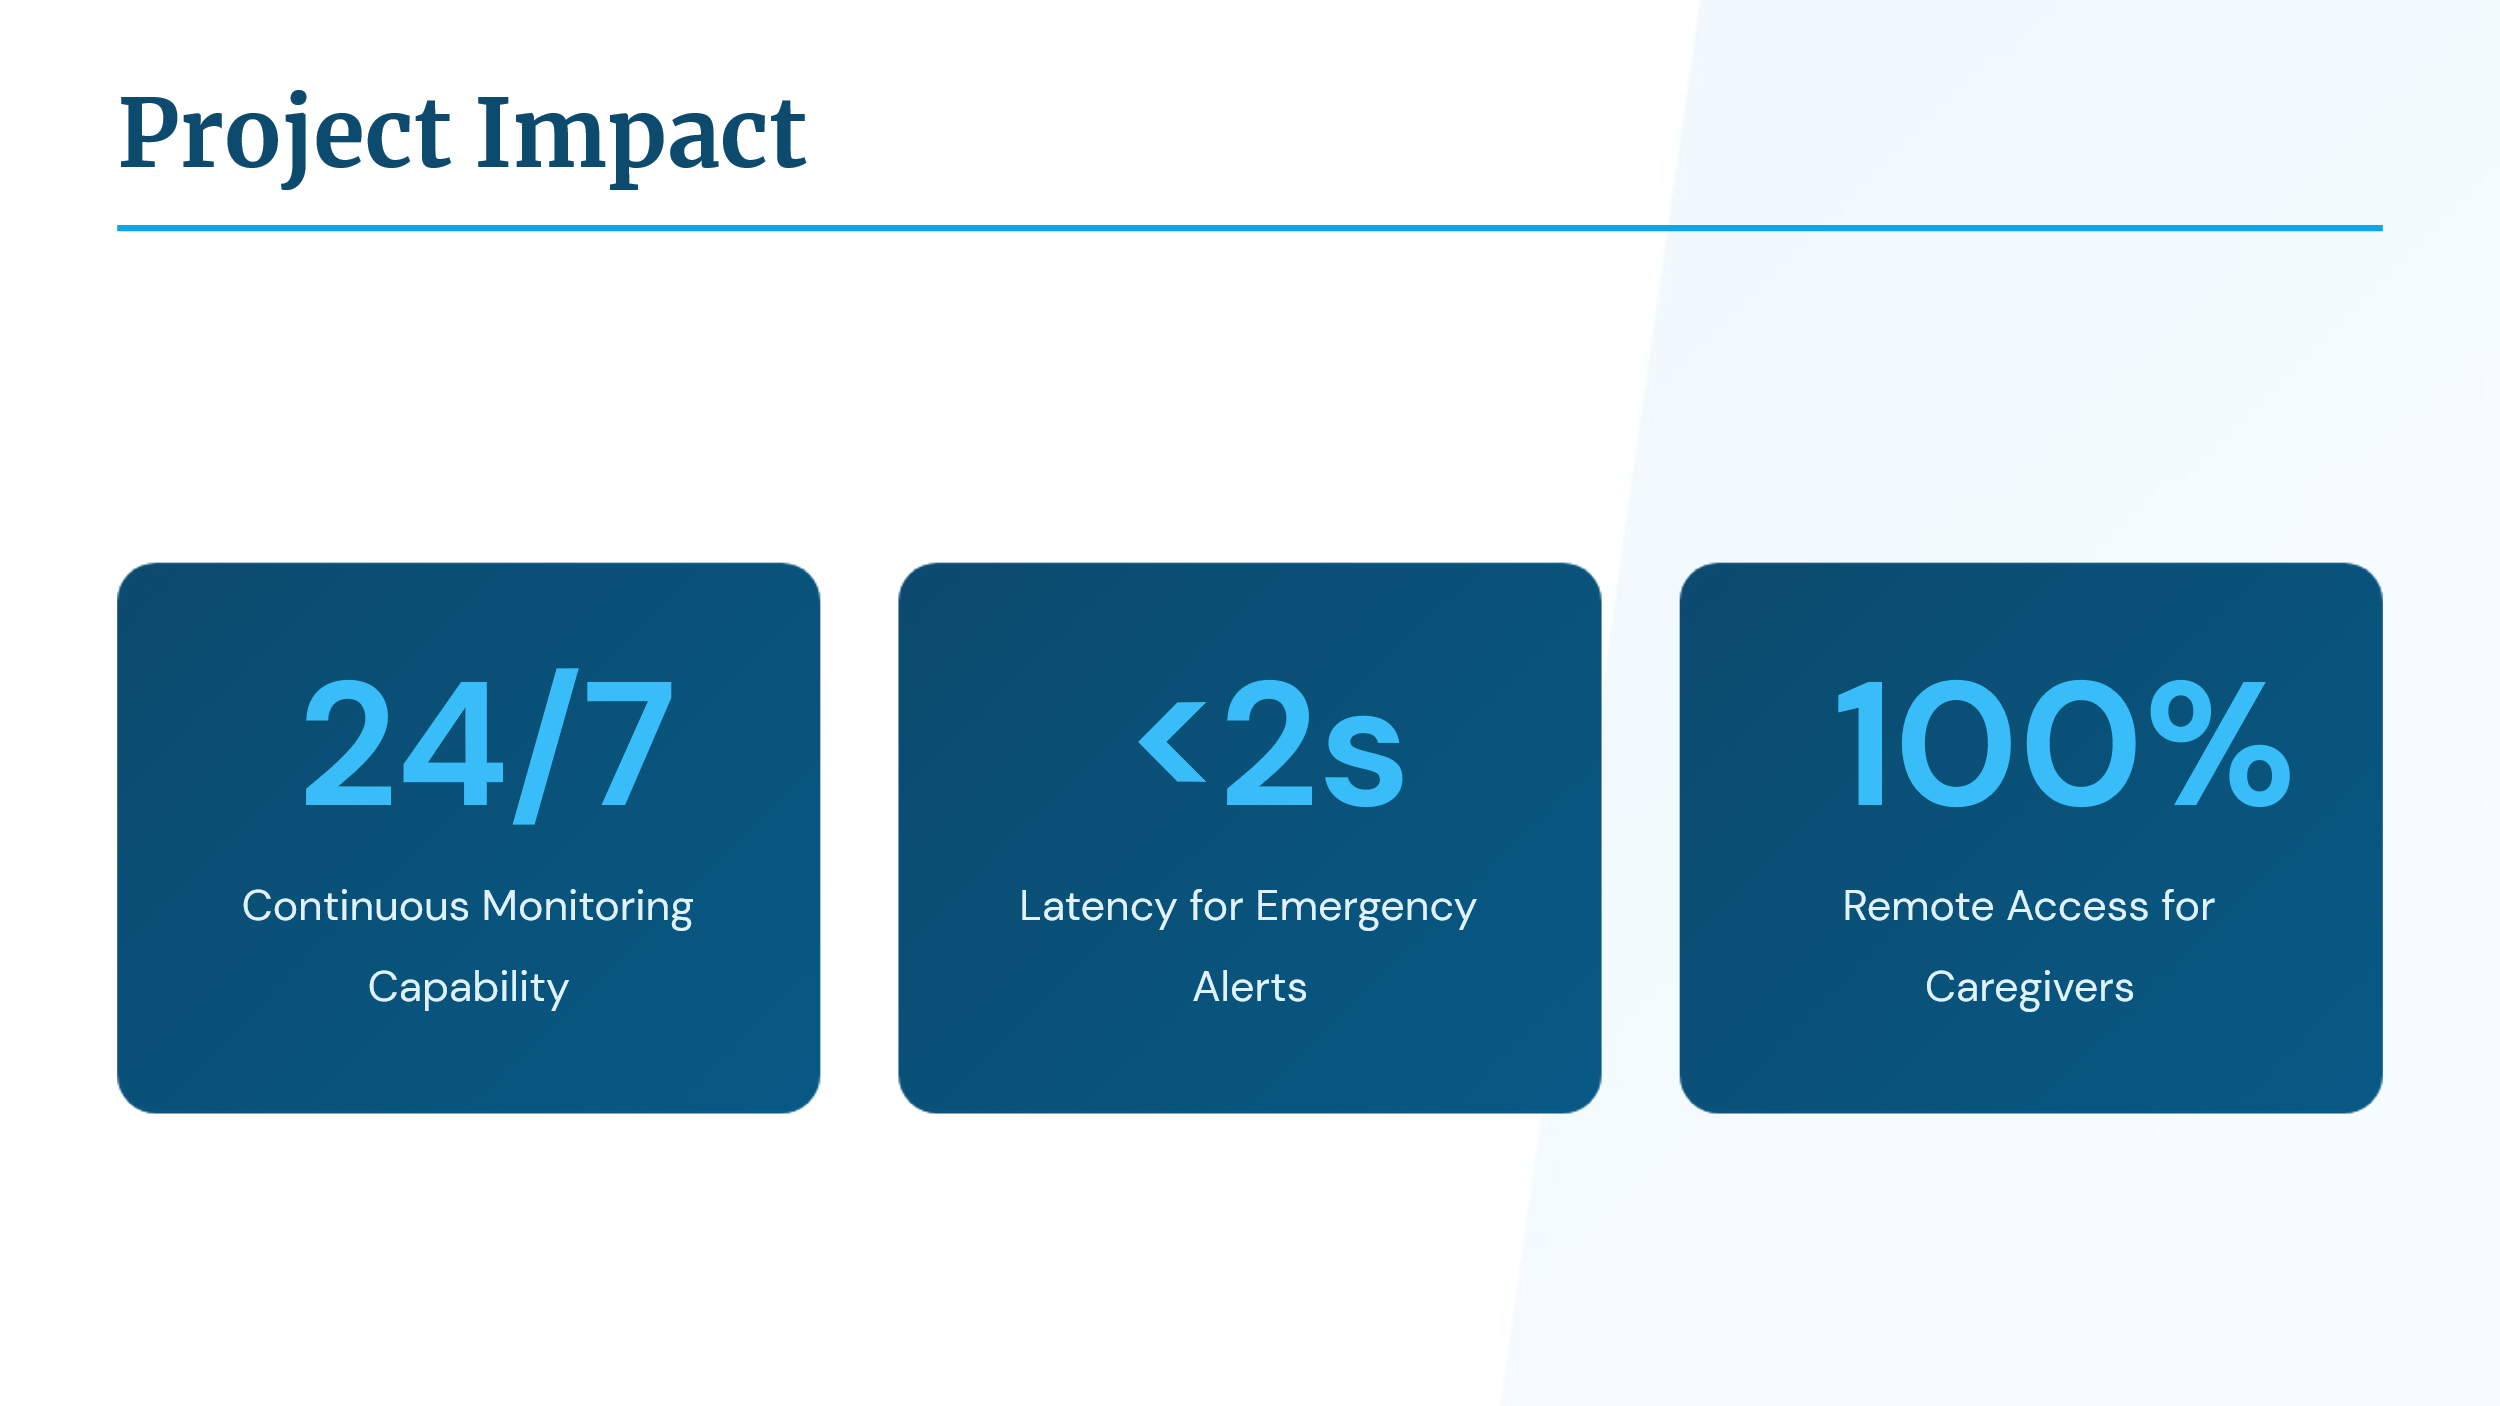 Project Impact
24/7
Continuous Monitoring
Capability
<2s
Latency for Emergency
Alerts
100%
Remote Access for
Caregivers